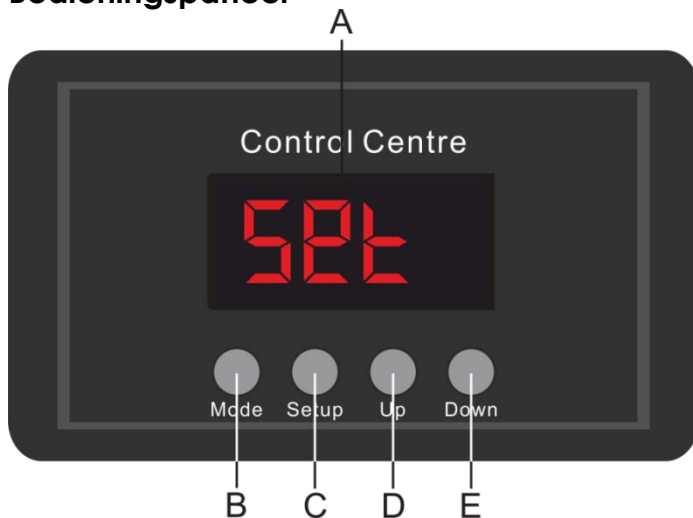 Bedieningspaneel
A
Control Centre
Set
Mode Setup Up Down
B C D E